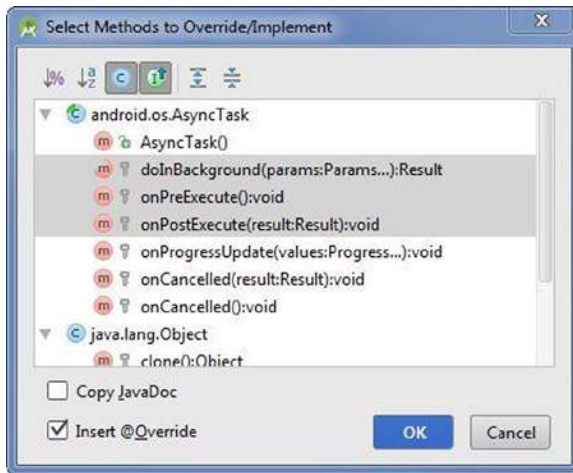 Select Methods to Override/Implement
android.os.AsyncTask
AsyncTask()
doInBackground(params:Params...):Result
onPreExecute():void
onPostExecute(result:Result):void
onProgressUpdate(values:Progress...):void
onCancelled(result:Result):void
onCancelled():void
java.lang.Object
clone():Object
Copy JavaDoc
Insert @Override
OK
Cancel